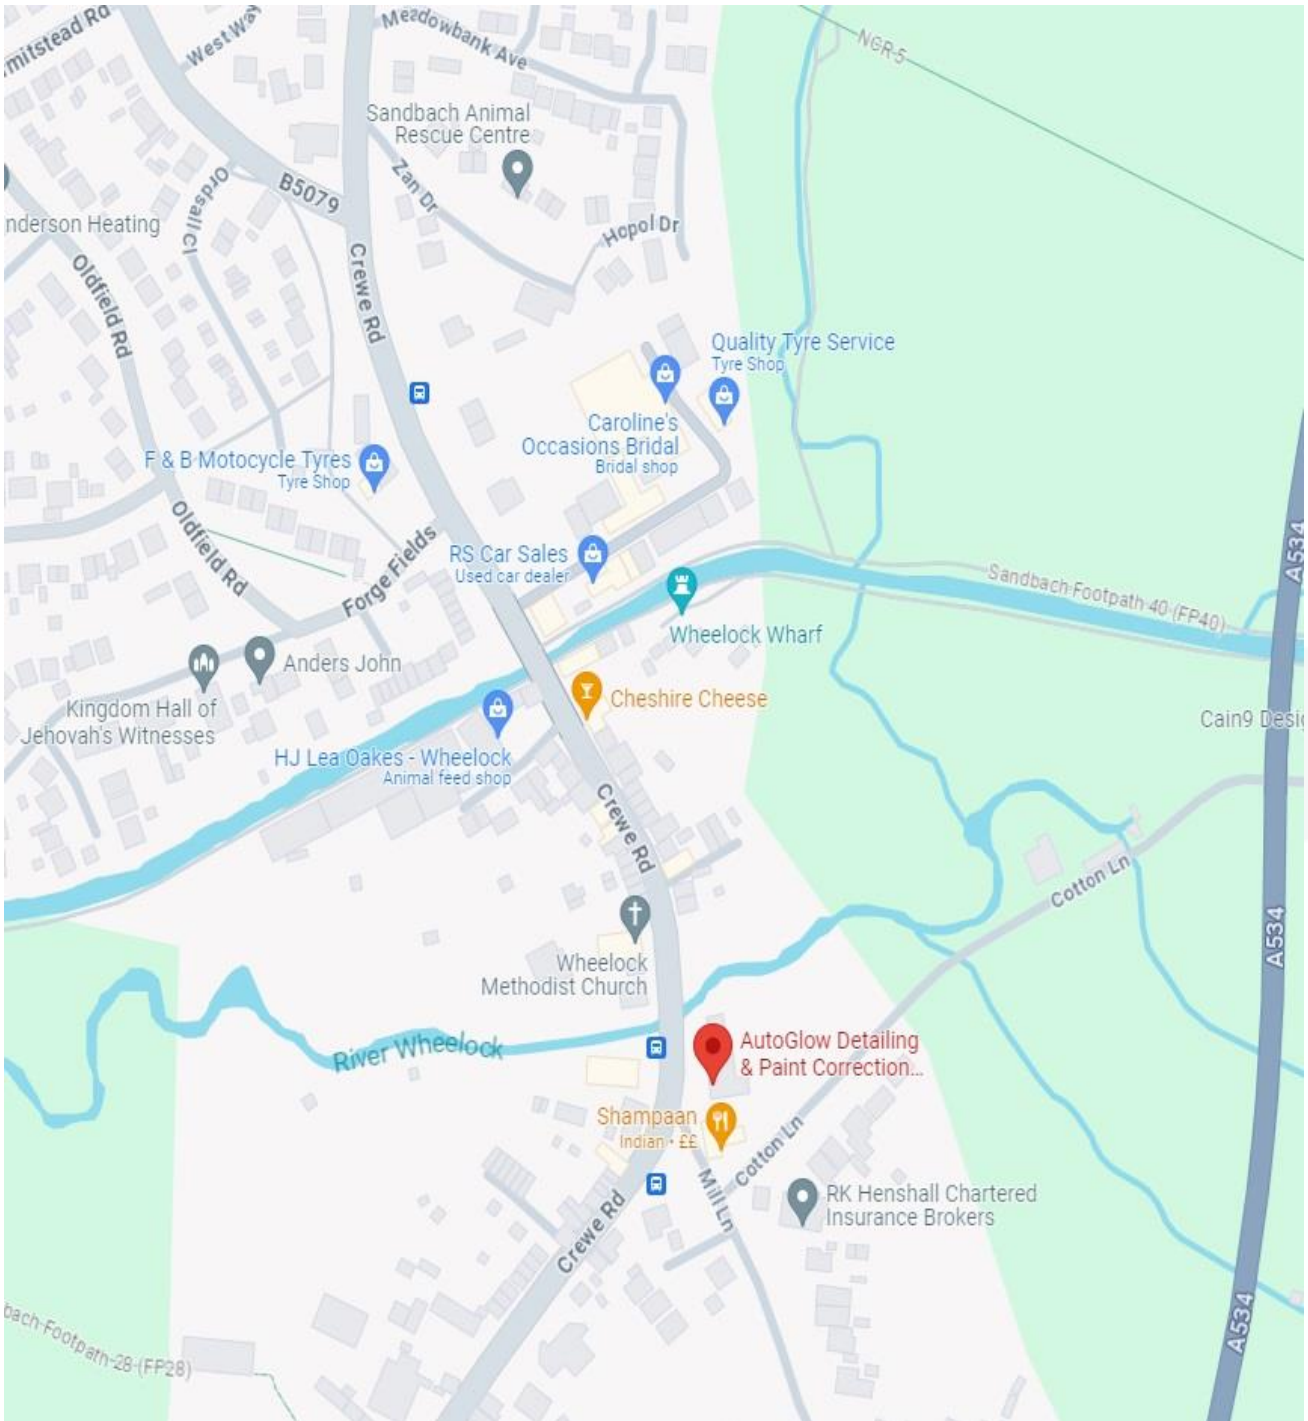 mitstead Rd
West Way
Meadowbank Ave
NCR 5
Sandbach Animal
Rescue Centre
Zan Dr
Ordsall Cl
B5079
nderson Heating
Hopol Dr
Oldfield Rd
Crewe Rd
Quality Tyre Service
Tyre Shop
Caroline's
Occasions Bridal
Bridal shop
F & B Motocycle Tyres
Tyre Shop
Oldfield Rd
Forge Fields
RS Car Sales
Used car dealer
A534
Sandbach Footpath 40 (FP40)
Wheelock Wharf
Anders John
Kingdom Hall of
Jehovah's Witnesses
Cheshire Cheese
Cain9 Desi
HJ Lea Oakes - Wheelock
Animal feed shop
Crewe Rd
Cotton Ln
A534
Wheelock
Methodist Church
River Wheelock
AutoGlow Detailing
& Paint Correction...
Shampaan
Indian · ££
Cotton Ln
Mill Ln
RK Henshall Chartered
Insurance Brokers
Crewe Rd
bach Footpath 28 (FP28)
A534